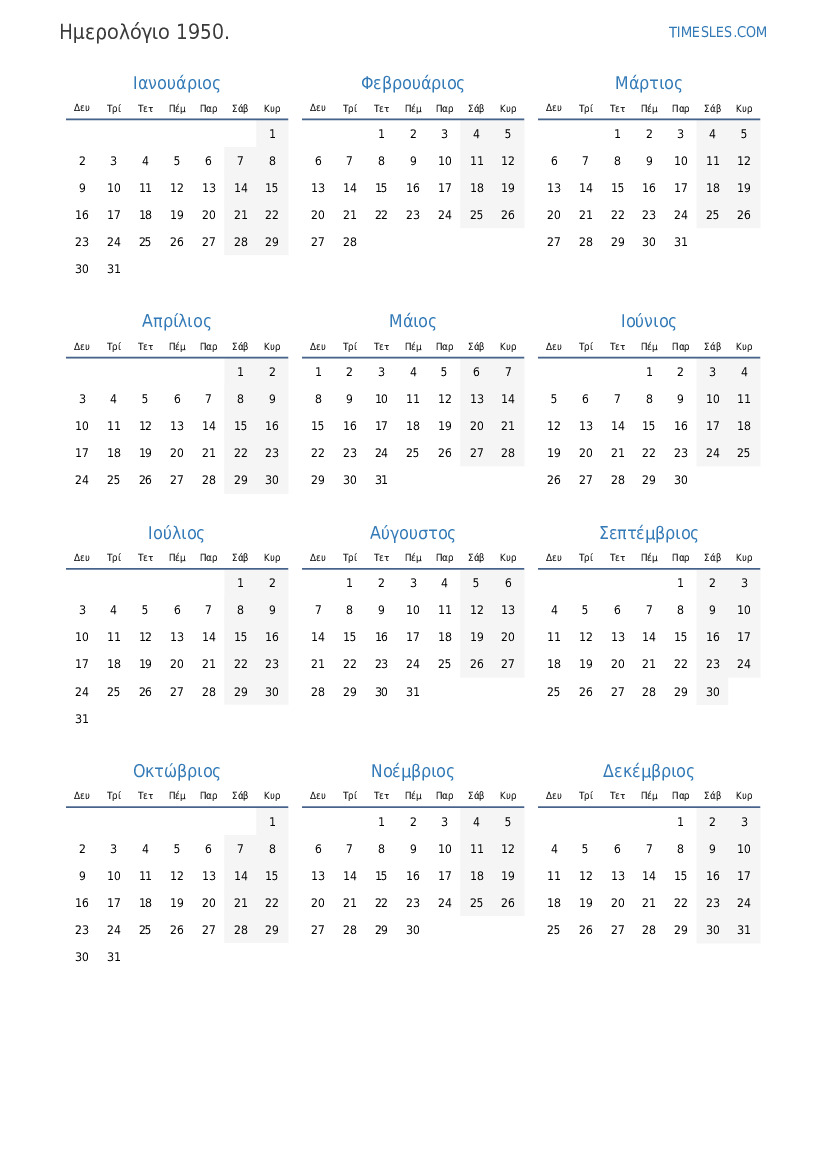 Ημερολόγιο 1950.
TIMESLES.COM
Ιανουάριος Φεβρουάριος Μάρτιος
Δευ Τρί Τετ Πέμ Παρ Σάβ Κυρ Δευ Τρί Τετ Πέμ Παρ Σάβ Κυρ Δευ Τρί Τετ Πέμ Παρ Σάβ Κυρ
1 1 2 3 4 5 1 2 3 4 5
2 3 4 5 6 7 8 6 7 8 9 10 11 12 6 7 8 9 10 11 12
9 10 11 12 13 14 15 13 14 15 16 17 18 19 13 14 15 16 17 18 19
16 17 18 19 20 21 22 20 21 22 23 24 25 26 20 21 22 23 24 25 26
23 24 25 26 27 28 29 27 28 27 28 29 30 31
30 31
Απρίλιος Μάιος Ιούνιος
Δευ Τρί Τετ Πέμ Παρ Σάβ Κυρ Δευ Τρί Τετ Πέμ Παρ Σάβ Κυρ Δευ Τρί Τετ Πέμ Παρ Σάβ Κυρ
1 2 1 2 3 4 5 6 7 1 2 3 4
3 4 5 6 7 8 9 8 9 10 11 12 13 14 5 6 7 8 9 10 11
10 11 12 13 14 15 16 15 16 17 18 19 20 21 12 13 14 15 16 17 18
17 18 19 20 21 22 23 22 23 24 25 26 27 28 19 20 21 22 23 24 25
24 25 26 27 28 29 30 29 30 31 26 27 28 29 30
Ιούλιος Αύγουστος Σεπτέμβριος
Δευ Τρί Τετ Πέμ Παρ Σάβ Κυρ Δευ Τρί Τετ Πέμ Παρ Σάβ Κυρ Δευ Τρί Τετ Πέμ Παρ Σάβ Κυρ
1 2 1 2 3 4 5 6 1 2 3
3 4 5 6 7 8 9 7 8 9 10 11 12 13 4 5 6 7 8 9 10
10 11 12 13 14 15 16 14 15 16 17 18 19 20 11 12 13 14 15 16 17
17 18 19 20 21 22 23 21 22 23 24 25 26 27 18 19 20 21 22 23 24
24 25 26 27 28 29 30 28 29 30 31 25 26 27 28 29 30
31
Οκτώβριος Νοέμβριος Δεκέμβριος
Δευ Τρί Τετ Πέμ Παρ Σάβ Κυρ Δευ Τρί Τετ Πέμ Παρ Σάβ Κυρ Δευ Τρί Τετ Πέμ Παρ Σάβ Κυρ
1 1 2 3 4 5 1 2 3
2 3 4 5 6 7 8 6 7 8 9 10 11 12 4 5 6 7 8 9 10
9 10 11 12 13 14 15 13 14 15 16 17 18 19 11 12 13 14 15 16 17
16 17 18 19 20 21 22 20 21 22 23 24 25 26 18 19 20 21 22 23 24
23 24 25 26 27 28 29 27 28 29 30 25 26 27 28 29 30 31
30 31